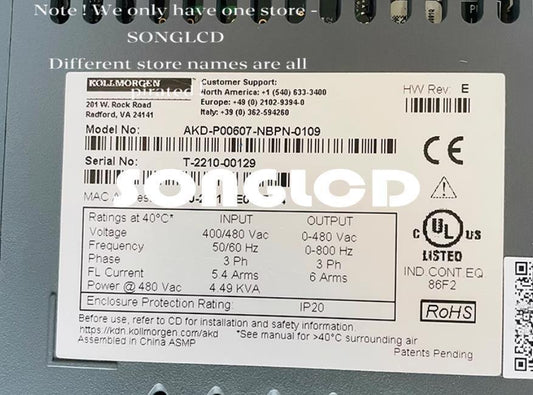 Note ! We only have one store -
SONGLCD
Different store names are all
pirated
KOLLMORGEN
201 W. Rock Road
Radford, VA 24141
Customer Support:
North America: +1 (540) 633-3400
Europe: +49 (0) 2102-9394-0
Italy: +39 (0) 362-594260
HW Rev: E
Model No: AKD-P00607-NBPN-0109
Serial No: T-2210-00129
SONGLCD
MAC A
Ratings at 40°C* INPUT OUTPUT
Voltage 400/480 Vac 0-480 Vac
Frequency 50/60 Hz 0-800 Hz
Phase 3 Ph 3 Ph
FL Current 5.4 Arms 6 Arms
Power @ 480 Vac 4.49 KVA
Enclosure Protection Rating: IP20
CE
C UL US
LISTED
IND CONT EQ
86F2
RoHS
Before use, refer to CD for installation and safety information
https://kdn.kollmorgen.com/akd *See manual for >40°C surrounding air
Assembled in China ASMP
Patents Pending